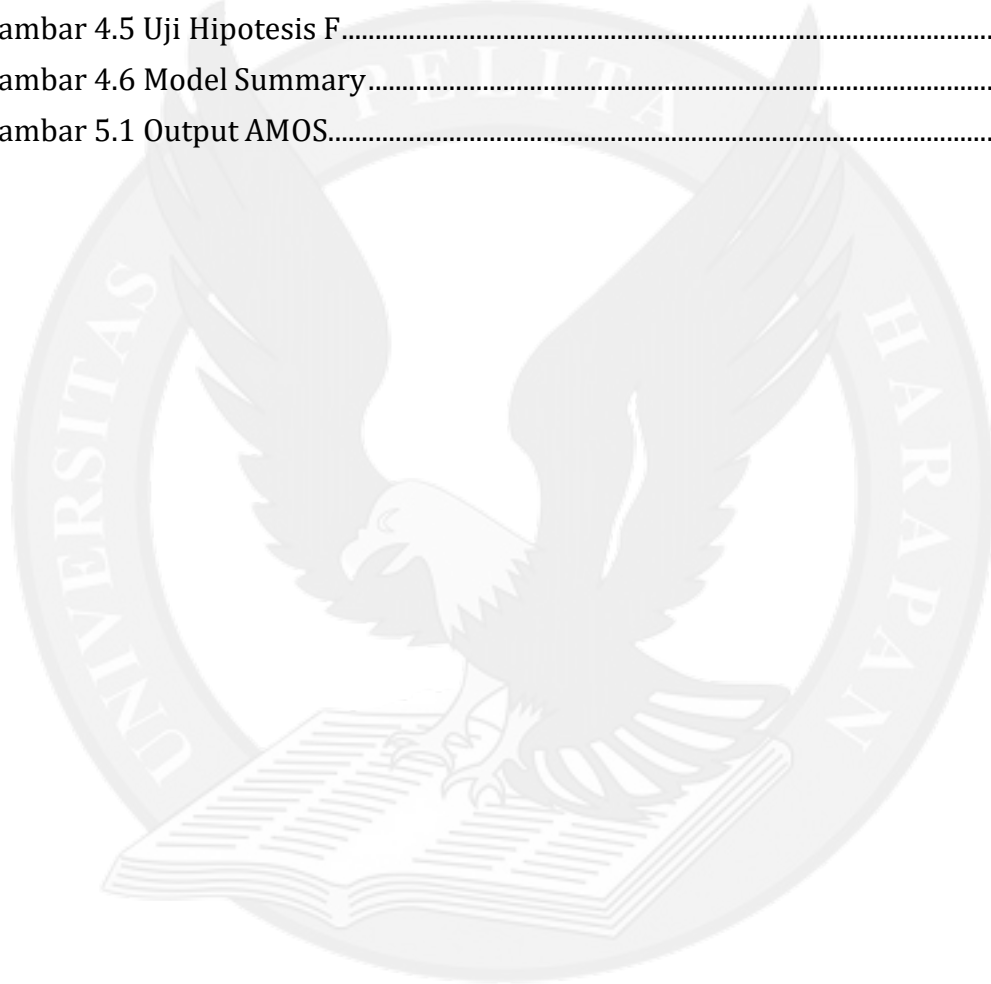 ambar 4.5 Uji Hipotesis F
ambar 4.6 Model Summary
ambar 5.1 Output AMOS
UNIVERSITAS PELITA HARAPAN